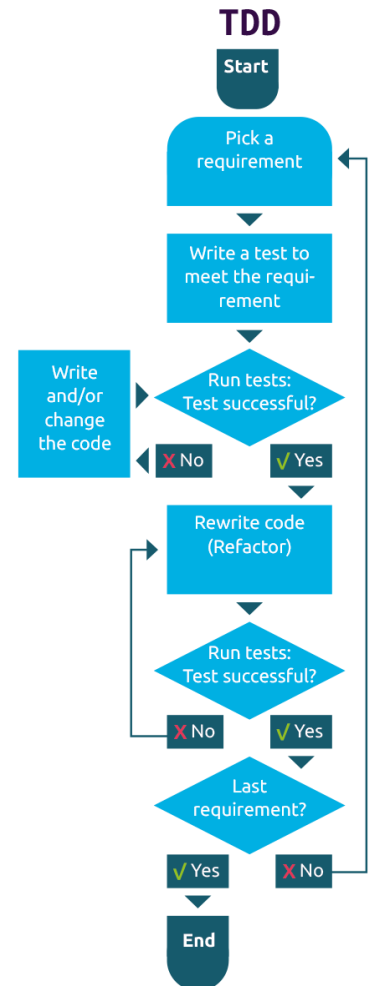 TDD
Start
Pick a
requirement
Write a test to
meet the requi-
rement
Write
and/or
change
the code
Run tests:
Test successful?
X No
√ Yes
Rewrite code
(Refactor)
Run tests:
Test successful?
X No
√ Yes
Last
requirement?
√ Yes
X No
End